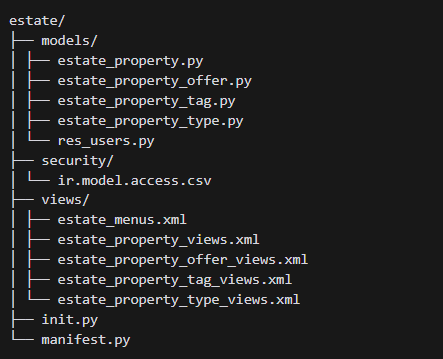 estate/
├── models/
│ ├── estate_property.py
│ ├── estate_property_offer.py
│ ├── estate_property_tag.py
│ ├── estate_property_type.py
│ └── res_users.py
├── security/
│ └── ir.model.access.csv
├── views/
│ ├── estate_menus.xml
│ ├── estate_property_views.xml
│ ├── estate_property_offer_views.xml
│ ├── estate_property_tag_views.xml
│ └── estate_property_type_views.xml
├── init.py
└── manifest.py